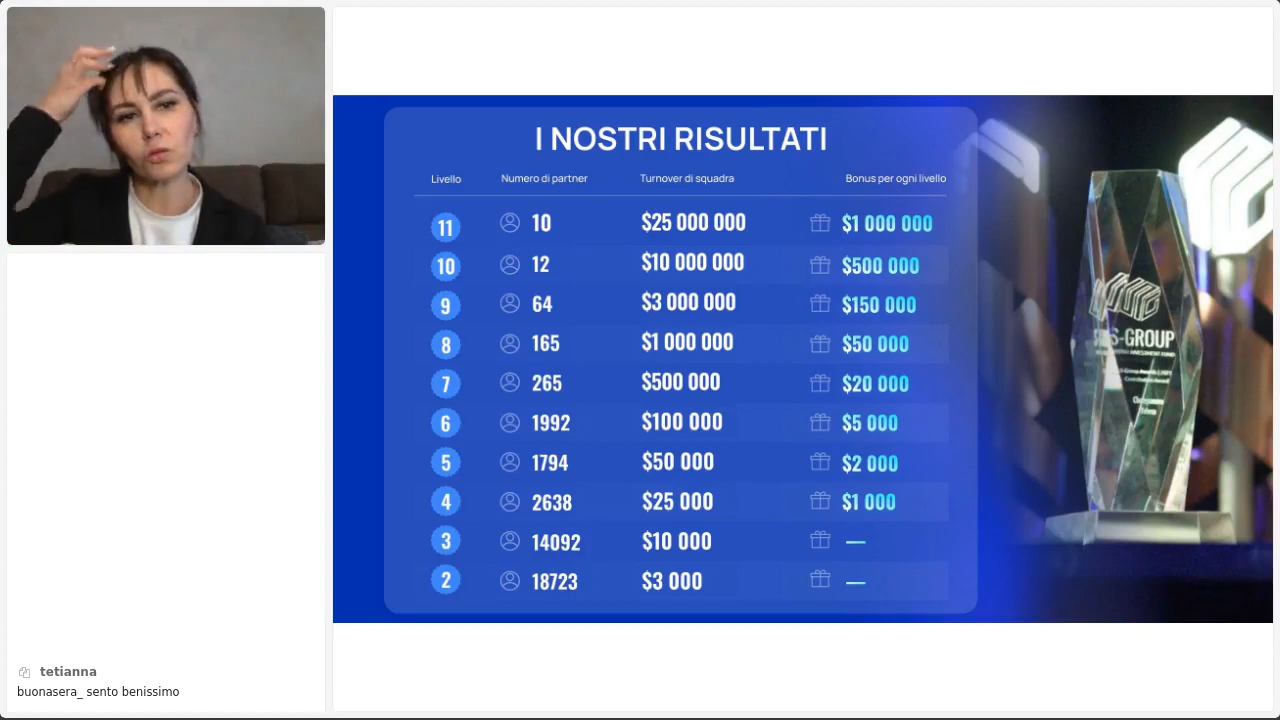 I NOSTRI RISULTATI
Livello Numero di partner Turnover di squadra Bonus per ogni livello
11 10 $25 000 000 $1 000 000
10 12 $10 000 000 $500 000
9 64 $3 000 000 $150 000
8 165 $1 000 000 $50 000
7 265 $500 000 $20 000
6 1992 $100 000 $5 000
5 1794 $50 000 $2 000
4 2638 $25 000 $1 000
3 14092 $10 000 —
2 18723 $3 000 —
S-GROUP
tetianna
buonasera_ sento benissimo